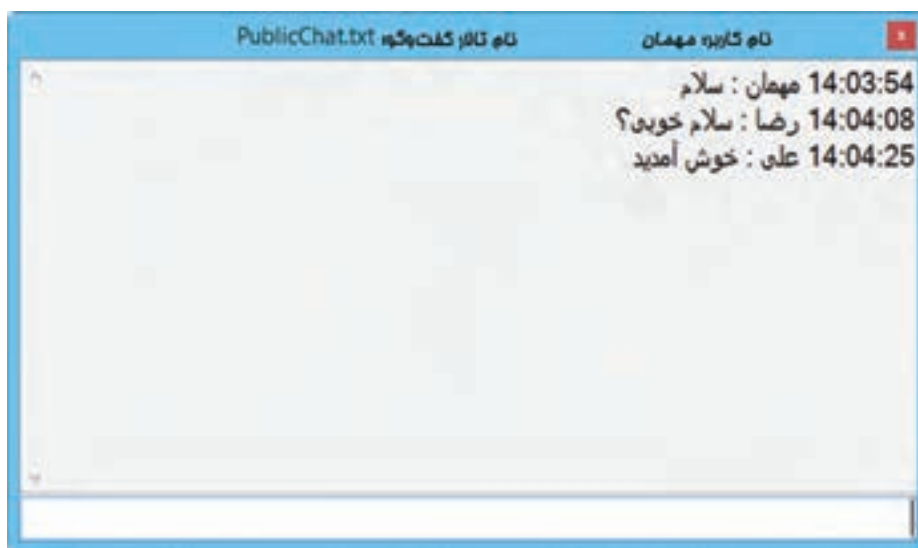 نام کاربر: مهمان نام تالار گفت‌وگو: PublicChat.txt x
14:03:54 مهمان : سلام
14:04:08 رضا : سلام خوبی؟
14:04:25 علی : خوش آمدید